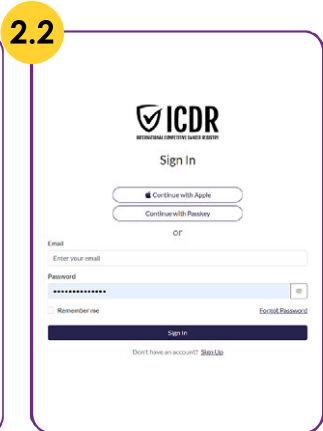 2.2
ICDR
INTERNATIONAL COMPETITIVE DANCER REGISTRY
Sign In
Continue with Apple
Continue with Passkey
or
Email
Enter your email
Password
••••••••••••••
Remember me
Forgot Password
Sign In
Don't have an account? Sign Up